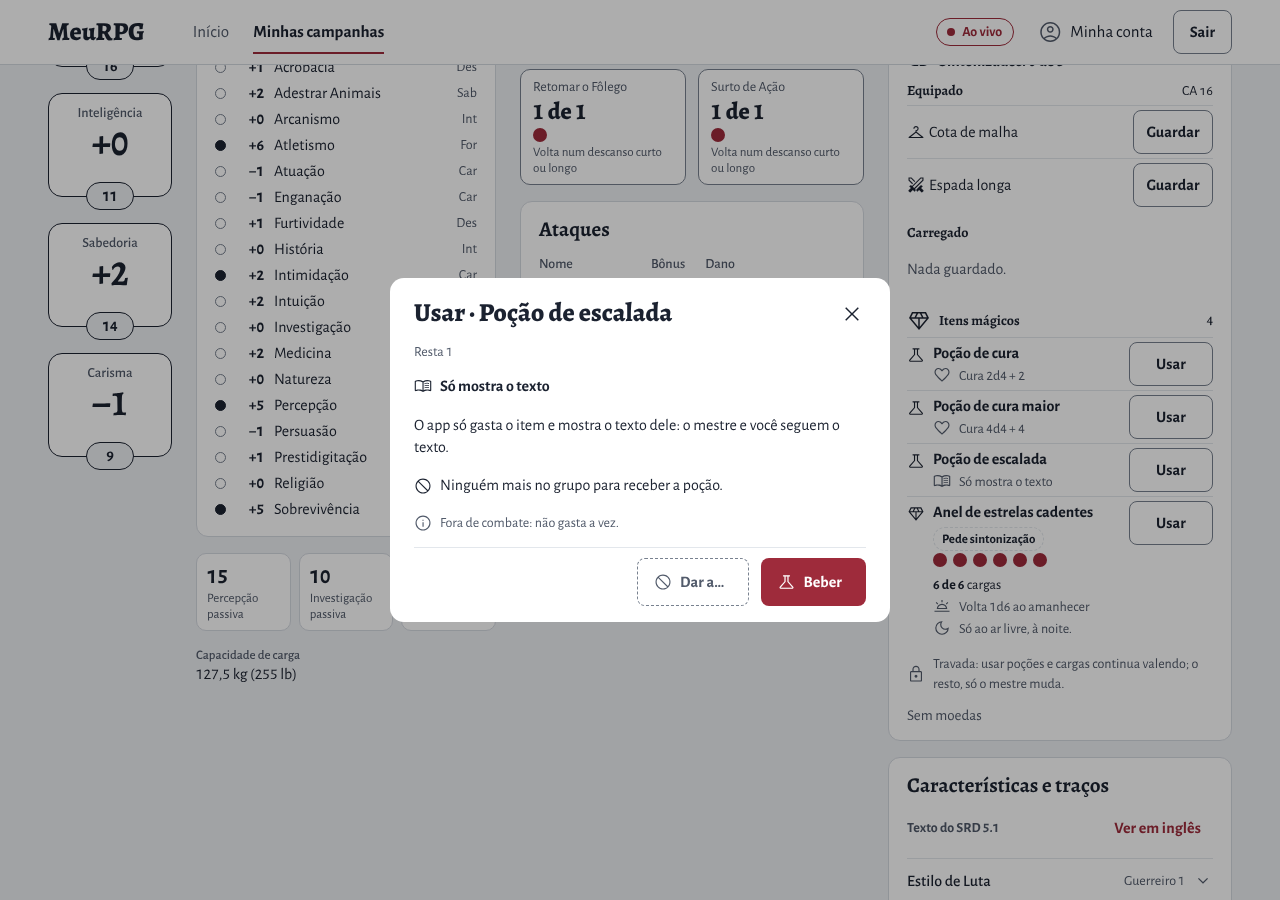 MeuRPG
Início
Minhas campanhas
Ao vivo
Minha conta
Sair
16
Inteligência
+0
11
Sabedoria
+2
14
Carisma
−1
9
+1 Acrobacia Des
+2 Adestrar Animais Sab
+0 Arcanismo Int
+6 Atletismo For
−1 Atuação Car
−1 Enganação Car
+1 Furtividade Des
+0 História Int
+2 Intimidação Car
+2 Intuição
+0 Investigação
+2 Medicina
+0 Natureza
+5 Percepção
−1 Persuasão
+1 Prestidigitação
+0 Religião
+5 Sobrevivência
15
Percepção
passiva
10
Investigação
passiva
Capacidade de carga
127,5 kg (255 lb)
Retomar o Fôlego
1 de 1
Volta num descanso curto
ou longo
Surto de Ação
1 de 1
Volta num descanso curto
ou longo
Ataques
Nome Bônus Dano
Usar · Poção de escalada
Resta 1
Só mostra o texto
O app só gasta o item e mostra o texto dele: o mestre e você seguem o
texto.
Ninguém mais no grupo para receber a poção.
Fora de combate: não gasta a vez.
Dar a...
Beber
Equipado CA 16
Cota de malha Guardar
Espada longa Guardar
Carregado
Nada guardado.
Itens mágicos 4
Poção de cura Usar
Cura 2d4 + 2
Poção de cura maior Usar
Cura 4d4 + 4
Poção de escalada Usar
Só mostra o texto
Anel de estrelas cadentes Usar
Pede sintonização
6 de 6 cargas
Volta 1d6 ao amanhecer
Só ao ar livre, à noite.
Travada: usar poções e cargas continua valendo; o
resto, só o mestre muda.
Sem moedas
Características e traços
Texto do SRD 5.1 Ver em inglês
Estilo de Luta Guerreiro 1